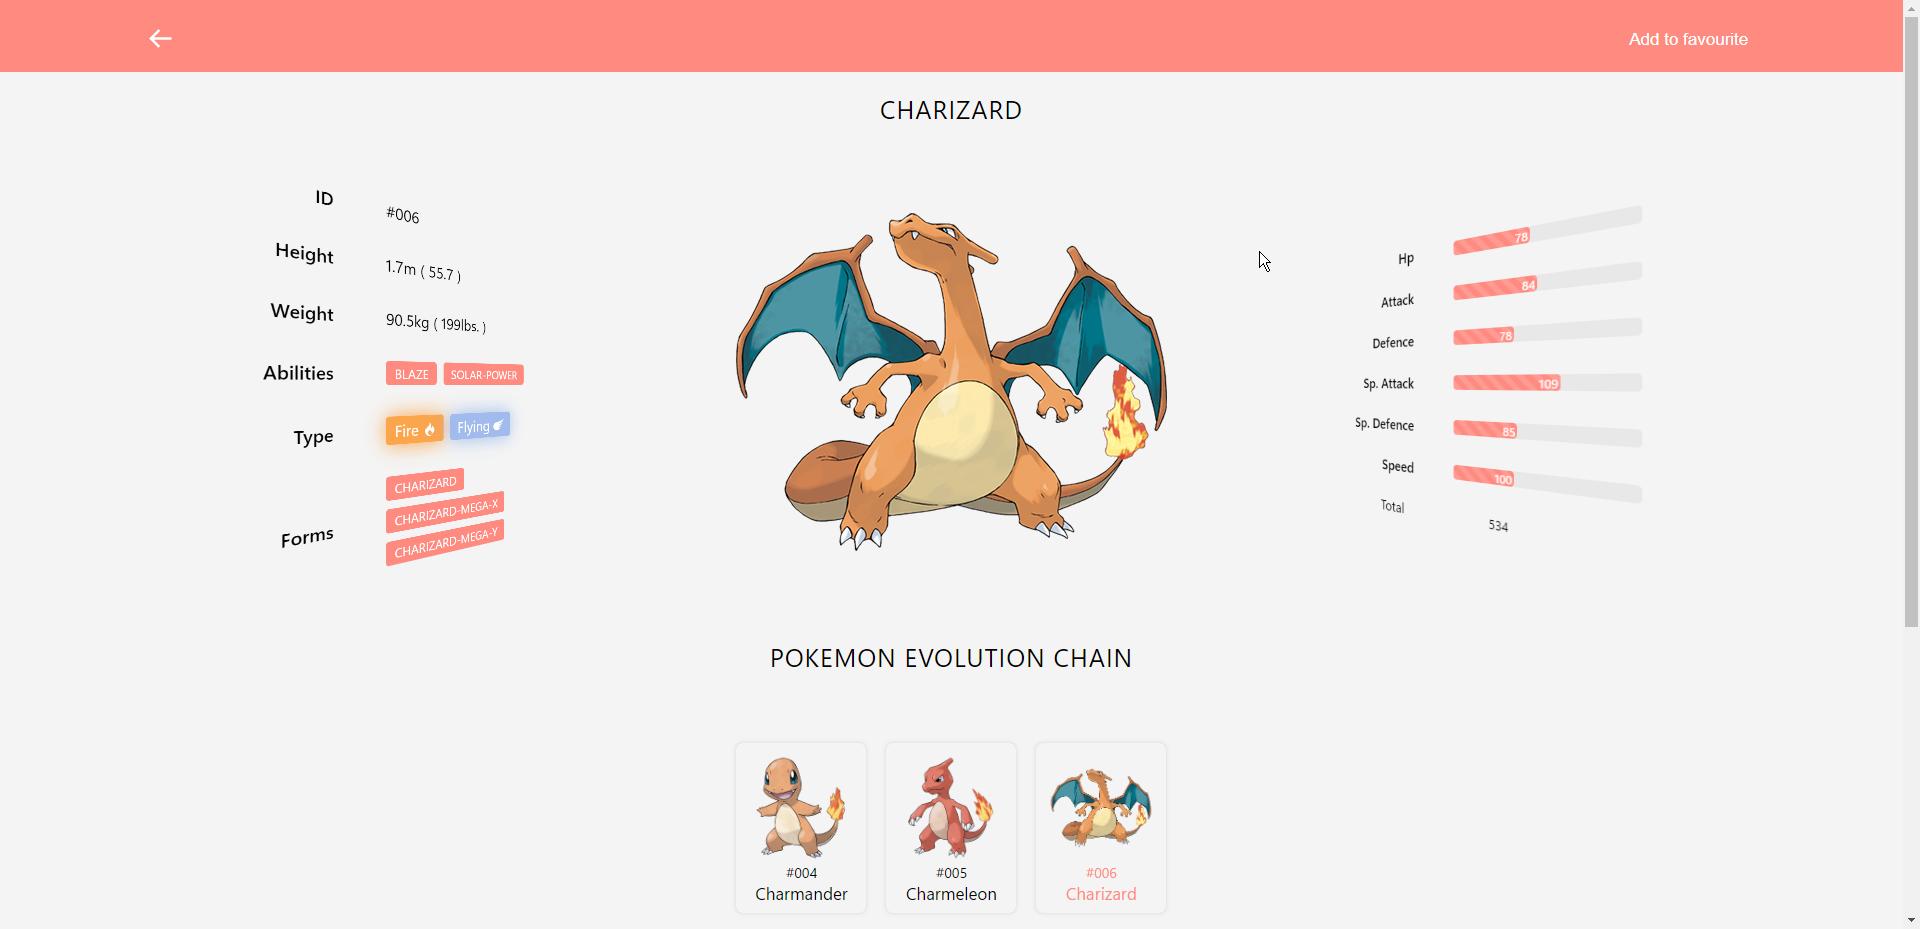 Add to favourite
CHARIZARD
ID
#006
Height
1.7m ( 55.7 )
Weight
90.5kg ( 199lbs. )
Abilities
BLAZE SOLAR-POWER
Type
Fire Flying
Forms
CHARIZARD
CHARIZARD-MEGA-X
CHARIZARD-MEGA-Y
Hp 78
Attack 84
Defence 78
Sp. Attack 109
Sp. Defence 85
Speed 100
Total 534
POKEMON EVOLUTION CHAIN
#004
Charmander
#005
Charmeleon
#006
Charizard